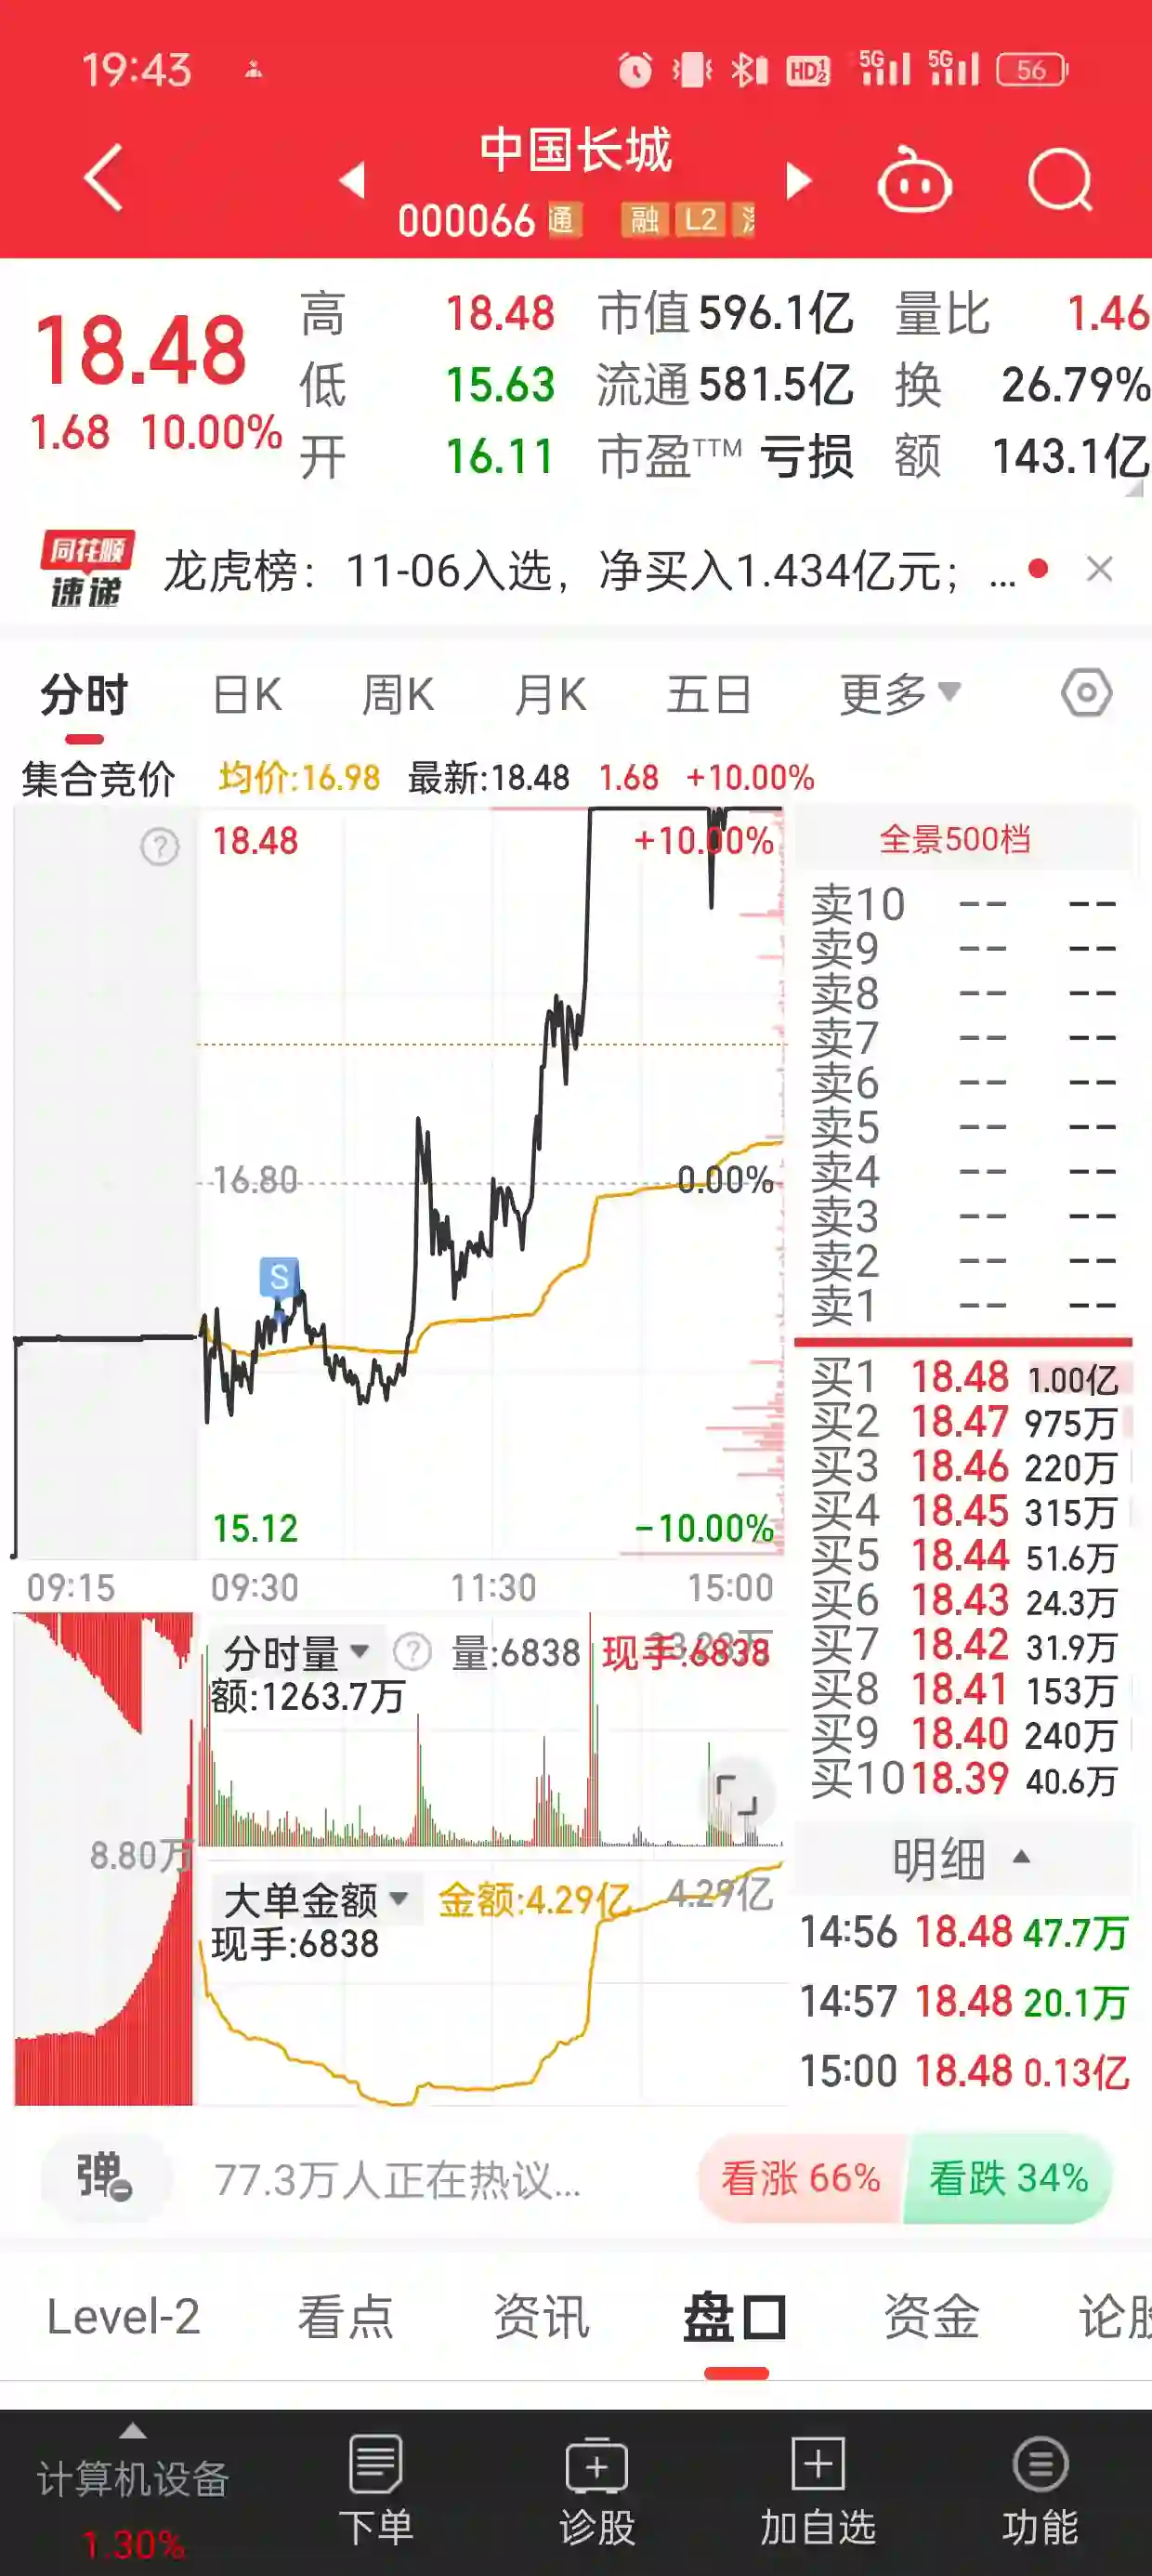 19:43
HD 1 2 5G 5G 56
中国长城
000066 通 融 L2
18.48
1.68 10.00%
高 18.48 市值 596.1亿 量比 1.46
低 15.63 流通 581.5亿 换 26.79%
开 16.11 市盈TTM 亏损 额 143.1亿
同花顺
速递
龙虎榜：11-06入选，净买入1.434亿元；...
分时 日K 周K 月K 五日 更多
集合竞价 均价:16.98 最新:18.48 1.68 +10.00%
? 18.48 +10.00%
全景500档
卖10 -- --
卖9 -- --
卖8 -- --
卖7 -- --
卖6 -- --
卖5 -- --
卖4 -- --
卖3 -- --
卖2 -- --
卖1 -- --
16.80 0.00%
S
买1 18.48 1.00亿
买2 18.47 975万
买3 18.46 220万
买4 18.45 315万
买5 18.44 51.6万
买6 18.43 24.3万
买7 18.42 31.9万
买8 18.41 153万
买9 18.40 240万
买10 18.39 40.6万
15.12 -10.00%
09:15 09:30 11:30 15:00
分时量 ? 量:6838 现手:6838
额:1263.7万
8.80万
大单金额 金额:4.29亿 4.29亿
现手:6838
明细
14:56 18.48 47.7万
14:57 18.48 20.1万
15:00 18.48 0.13亿
弹 77.3万人正在热议... 看涨 66% 看跌 34%
Level-2 看点 资讯 盘口 资金 论股
计算机设备
1.30%
下单 诊股 加自选 功能